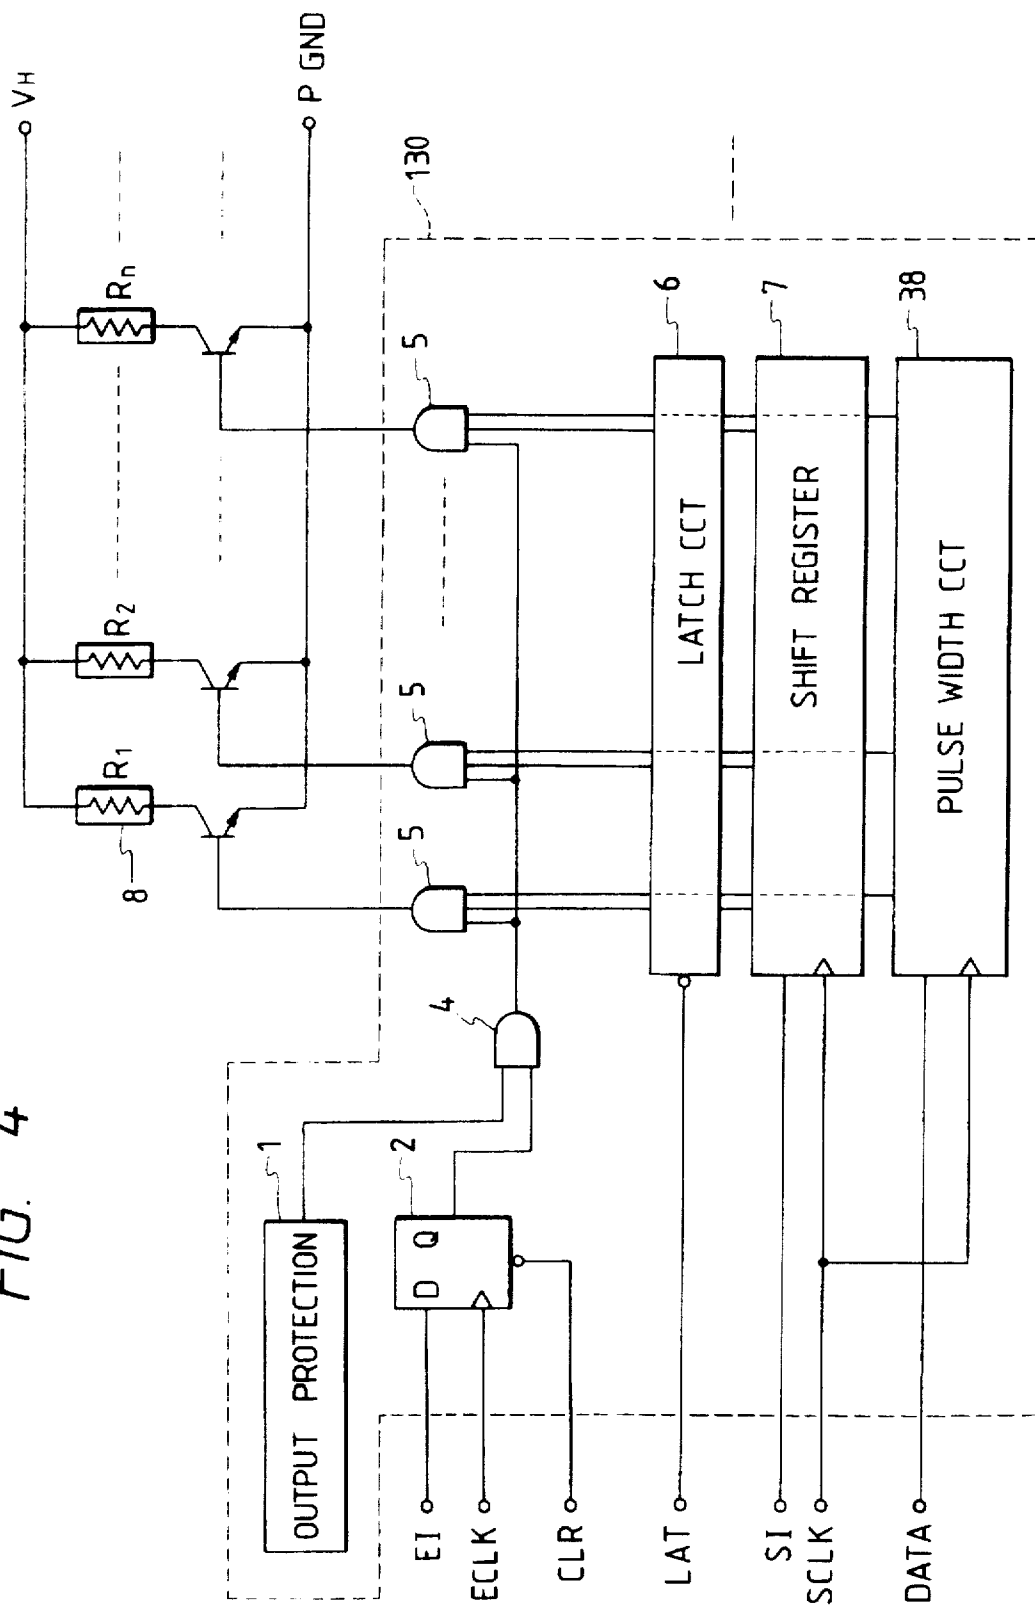 FIG. 4
VH
P GND
R1
R2
Rn
8
130
5
5
5
4
1
OUTPUT PROTECTION
2
D Q
EI
ECLK
CLR
6
LATCH CCT
LAT
7
SHIFT REGISTER
SI
SCLK
38
PULSE WIDTH CCT
DATA